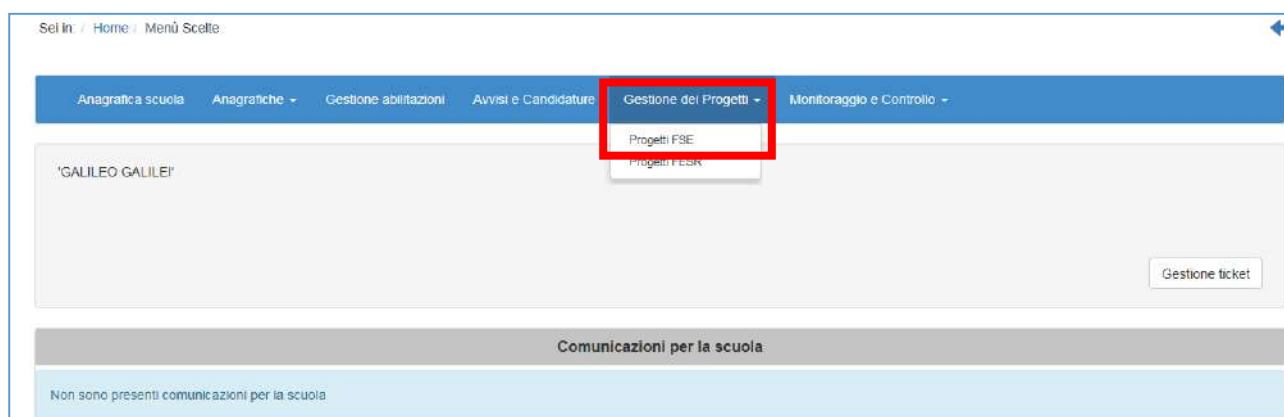 Sei in: / Home / Menù Scelte
Anagrafica scuola Anagrafiche Gestione abilitazioni Avvisi e Candidature Gestione dei Progetti Monitoraggio e Controllo
Progetti FSE
Progetti FESR
'GALILEO GALILEI'
Gestione ticket
Comunicazioni per la scuola
Non sono presenti comunicazioni per la scuola